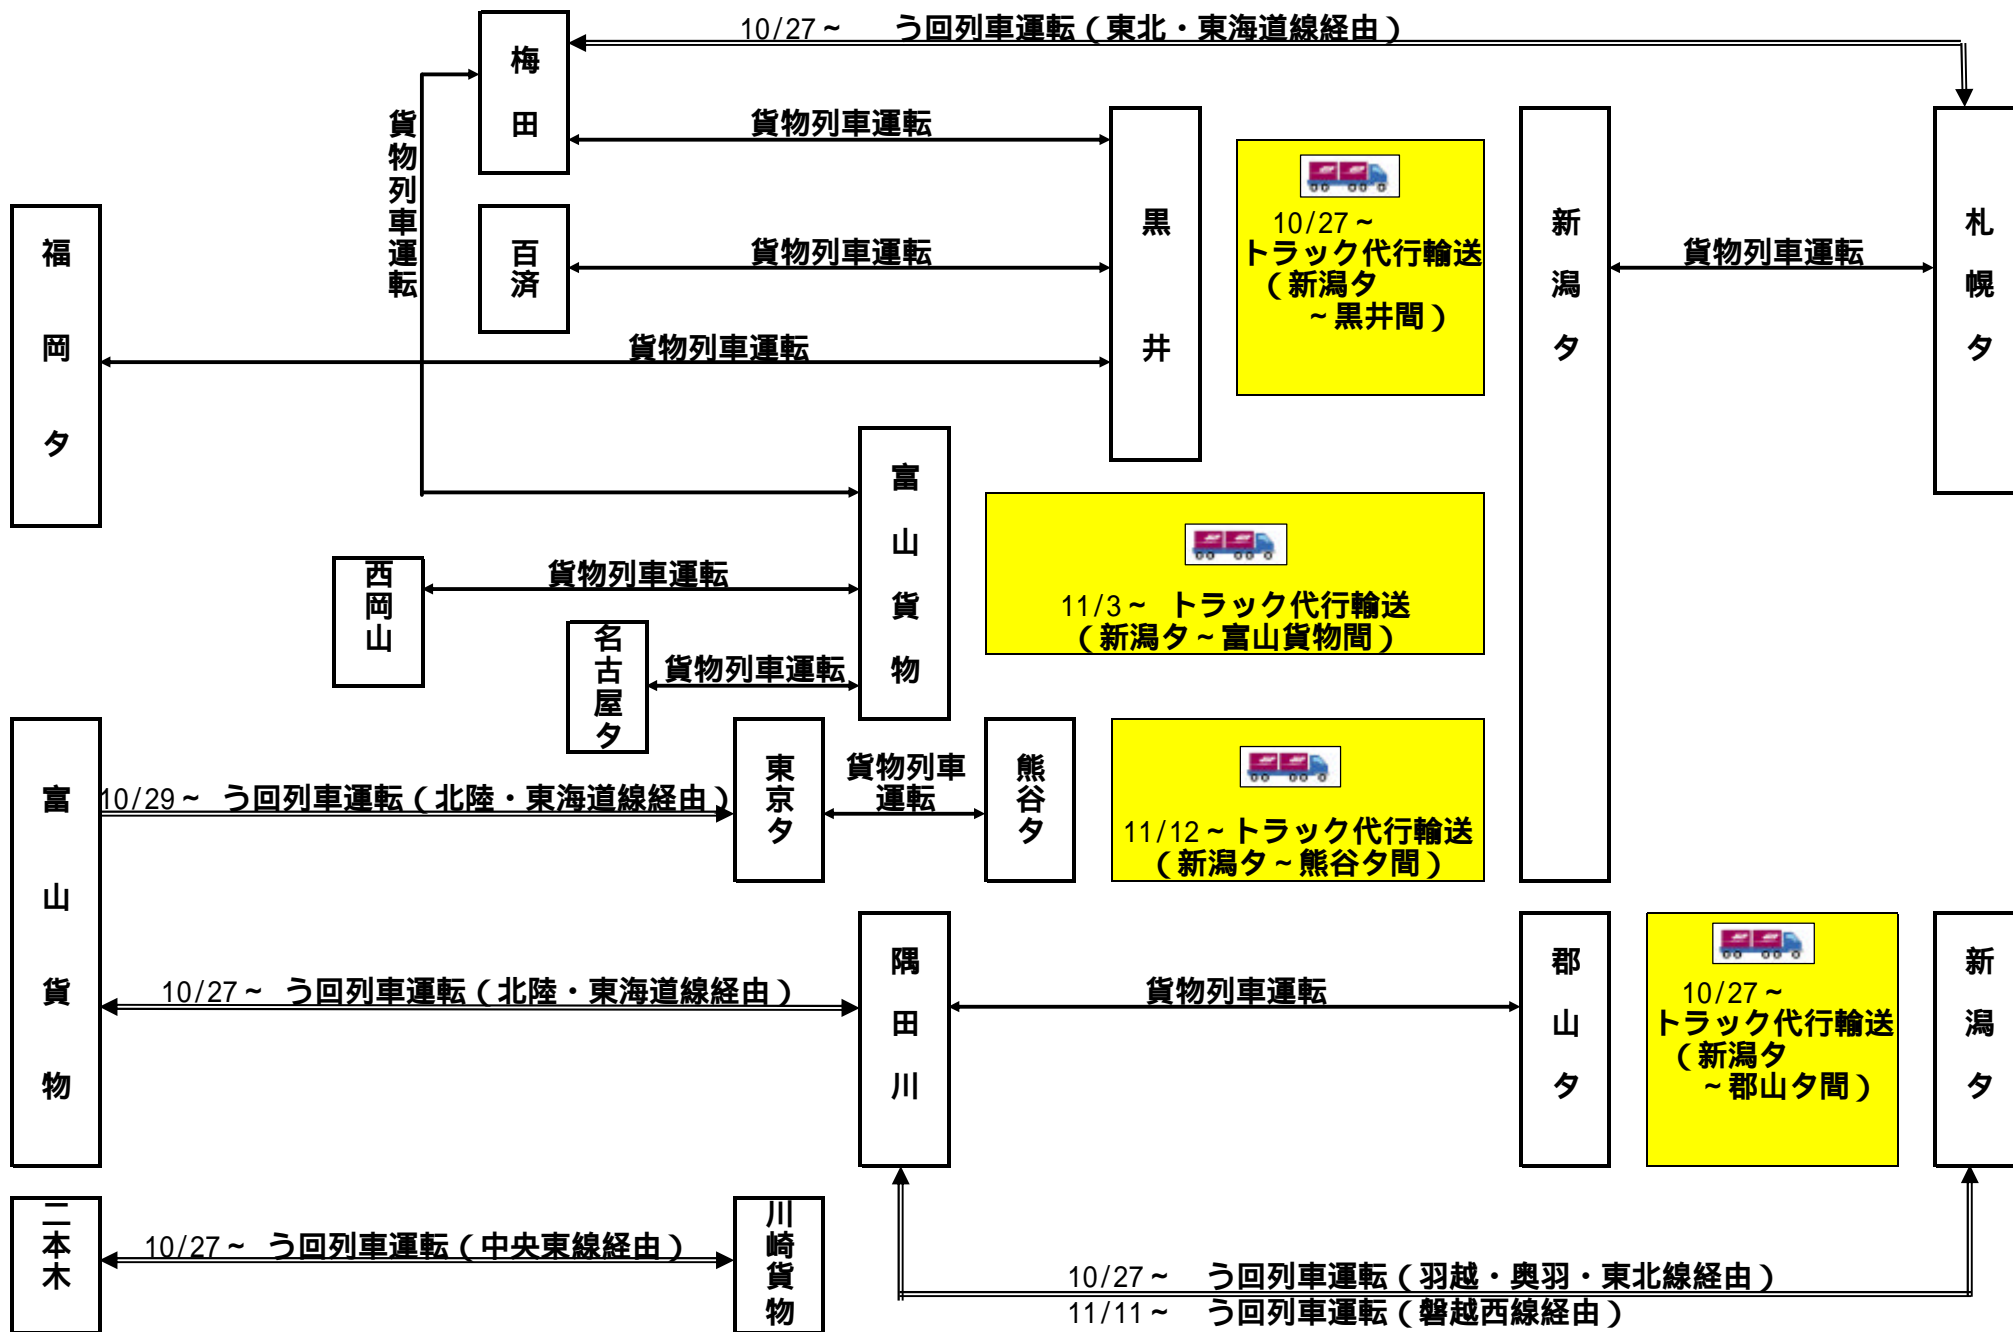 10/27～　う回列車運転（東北・東海道線経由）
梅田
貨物列車運転
貨物列車運転
黒井
新潟タ
札幌タ
10/27～
トラック代行輸送
（新潟タ
～黒井間）
福岡タ
百済
貨物列車運転
貨物列車運転
貨物列車運転
富山貨物
11/3～　トラック代行輸送
（新潟タ～富山貨物間）
西岡山
貨物列車運転
名古屋タ
貨物列車運転
富山貨物
10/29～　う回列車運転（北陸・東海道線経由）
東京タ
貨物列車
運転
熊谷タ
11/12～トラック代行輸送
（新潟タ～熊谷タ間）
10/27～　う回列車運転（北陸・東海道線経由）
隅田川
貨物列車運転
郡山タ
10/27～
トラック代行輸送
（新潟タ
～郡山タ間）
新潟タ
二本木
10/27～　う回列車運転（中央東線経由）
川崎貨物
10/27～　う回列車運転（羽越・奥羽・東北線経由）
11/11～　う回列車運転（磐越西線経由）